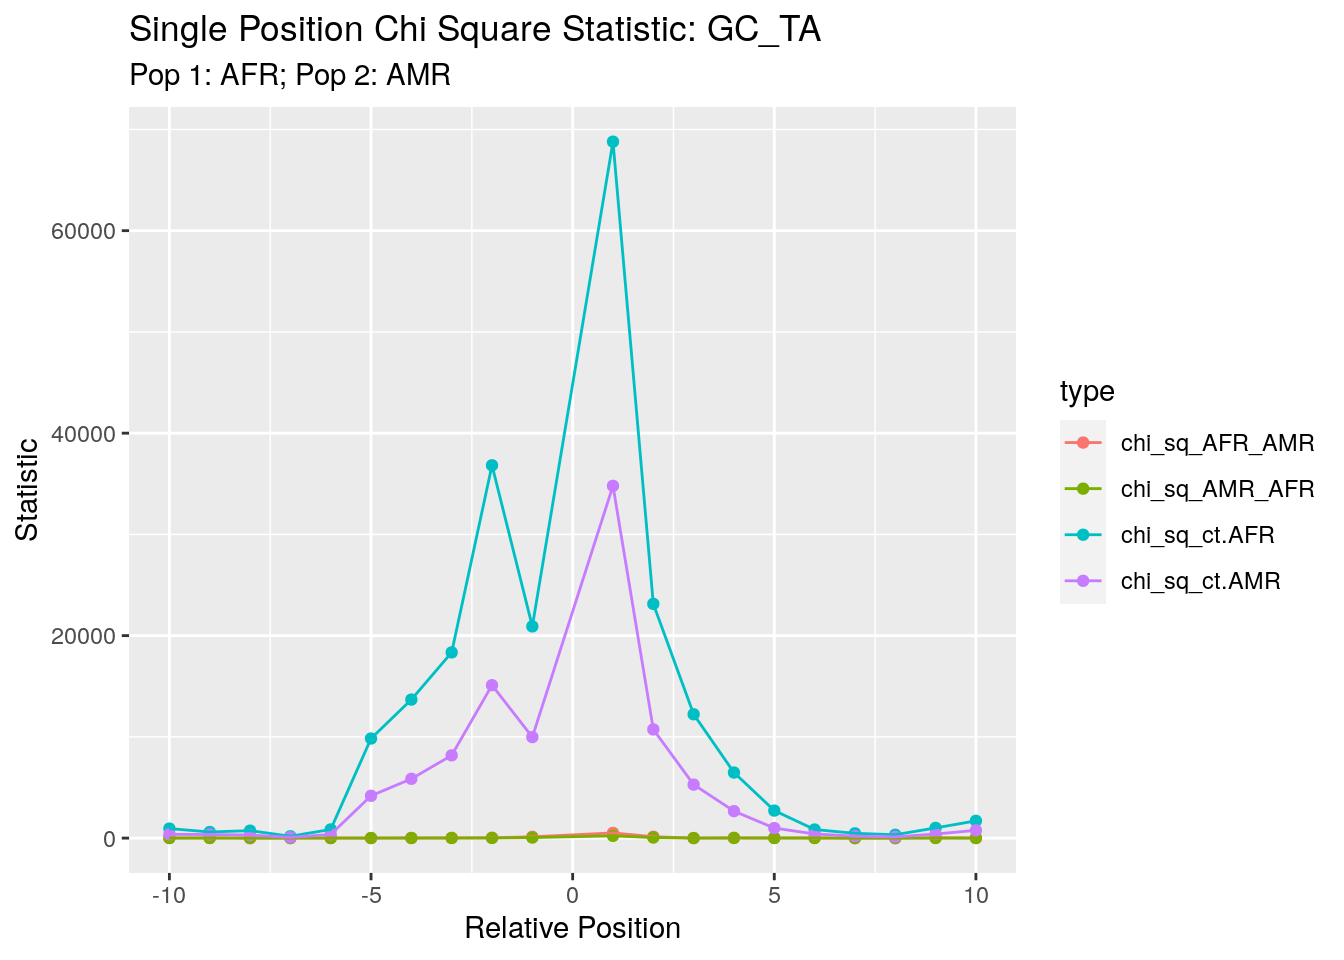 Single Position Chi Square Statistic: GC_TA
Pop 1: AFR; Pop 2: AMR
60000
40000
20000
0
Statistic
-10
-5
0
5
10
Relative Position
type
chi_sq_AFR_AMR
chi_sq_AMR_AFR
chi_sq_ct.AFR
chi_sq_ct.AMR